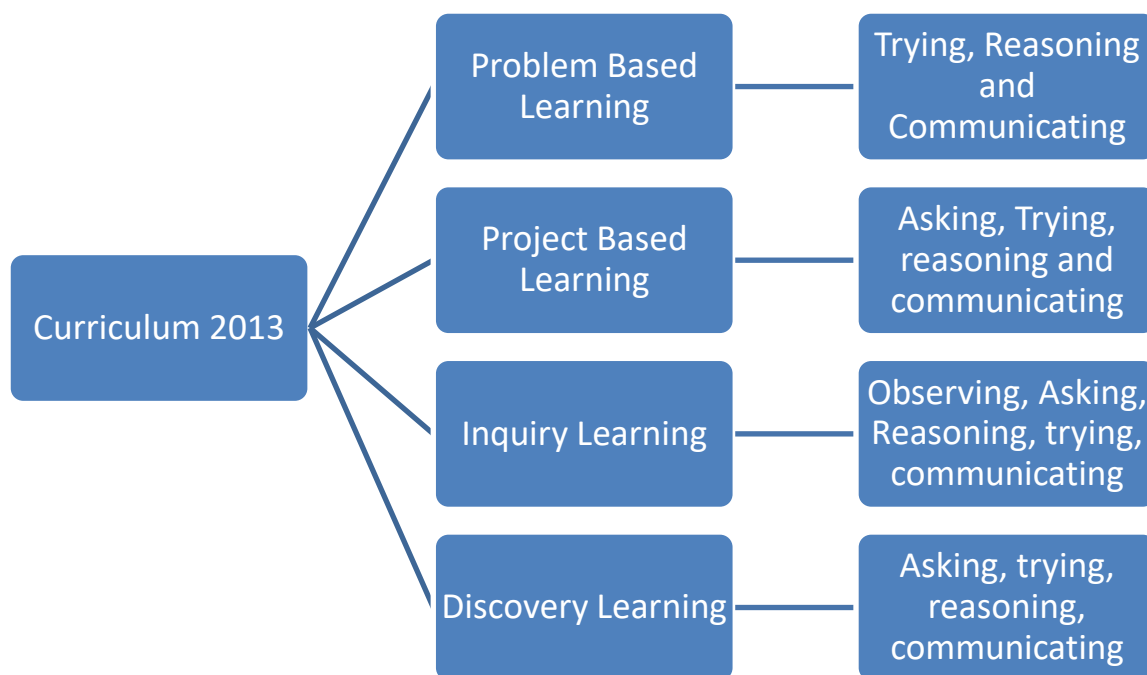 Curriculum 2013
Problem Based
Learning
Trying, Reasoning
and
Communicating
Project Based
Learning
Asking, Trying,
reasoning and
communicating
Inquiry Learning
Observing, Asking,
Reasoning, trying,
communicating
Discovery Learning
Asking, trying,
reasoning,
communicating